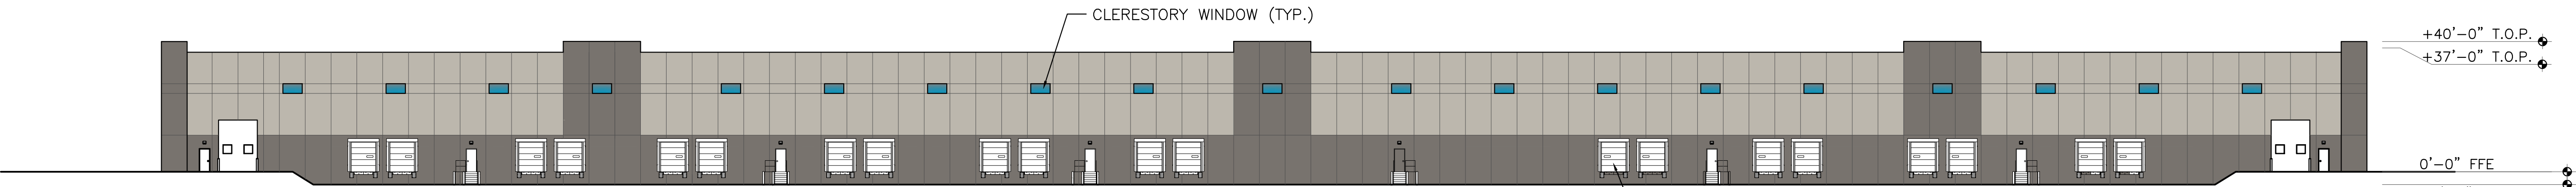 CLERESTORY WINDOW (TYP.)
+40'-0" T.O.P.
+37'-0" T.O.P.
0'-0" FFE